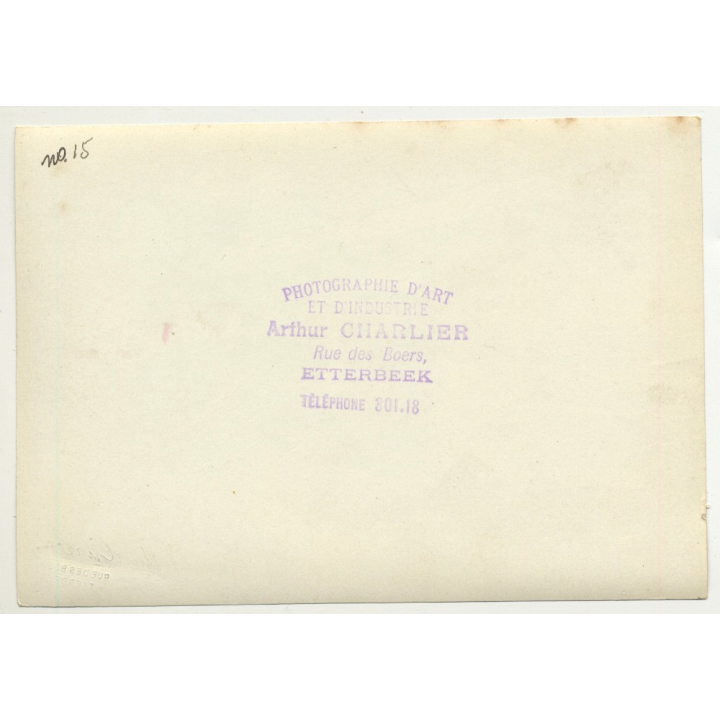 no. 15
PHOTOGRAPHIE D'ART
ET D'INDUSTRIE
Arthur CHARLIER
Rue des Boers,
ETTERBEEK
TÉLÉPHONE 301.18